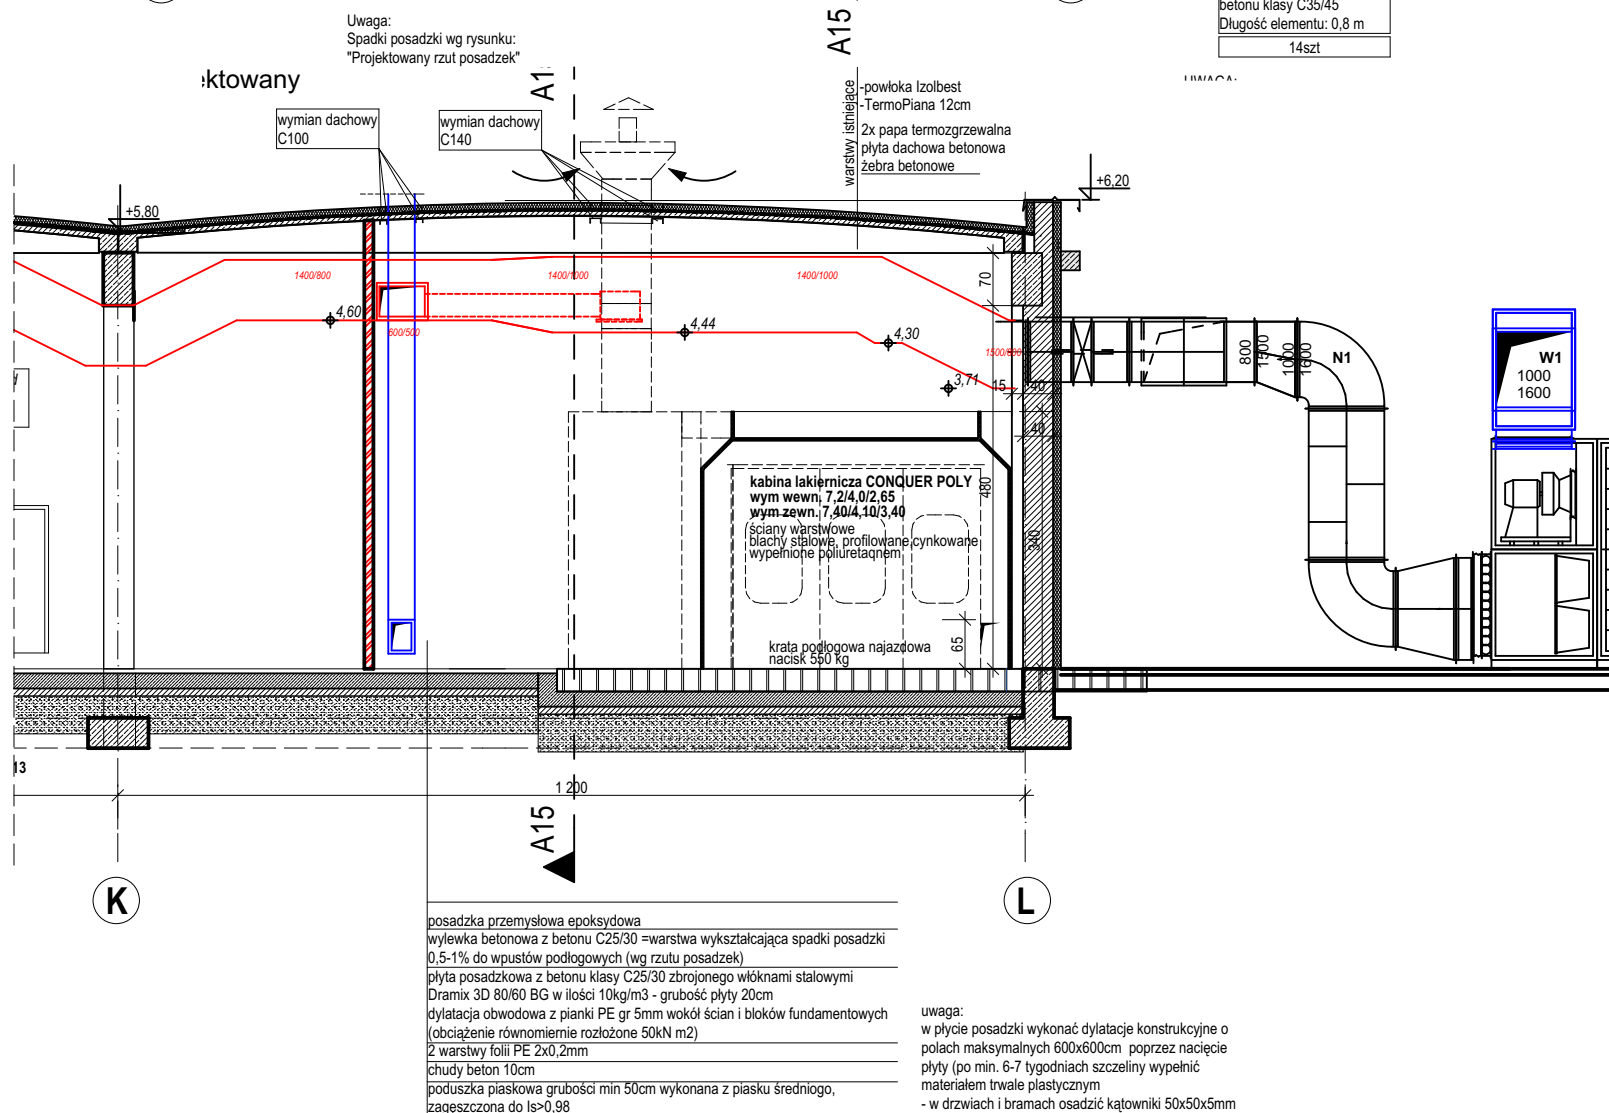 Uwaga:
Spadki posadzki wg rysunku:
"Projektowany rzut posadzek"
A15
betonu klasy C35/45
Długość elementu: 0,8 m
14szt
UWAGA:
ektowany
wymian dachowy
C100
wymian dachowy
C140
warstwy istniejące
-powłoka Izolbest
-TermoPiana 12cm
2x papa termozgrzewalna
płyta dachowa betonowa
żebra betonowe
+5,80
+6,20
1400/800
1400/1000
1400/1000
70
4,60
600/500
4,44
4,30
1500/800
3,71
15
40
40
800
1500
1000
1600
N1
W1
1000
1600
kabina lakiernicza CONQUER POLY
wym wewn. 7,2/4,0/2,65
wym zewn. 7,40/4,10/3,40
ściany warstwowe
blachy stalowe, profilowane,cynkowane
wypełnione poliuretaqnem
480
340
65
krata podłogowa najazdowa
nacisk 550 kg
13
1 200
A15
K
L
posadzka przemysłowa epoksydowa
wylewka betonowa z betonu C25/30 =warstwa wykształcająca spadki posadzki
0,5-1% do wpustów podłogowych (wg rzutu posadzek)
płyta posadzkowa z betonu klasy C25/30 zbrojonego włóknami stalowymi
Dramix 3D 80/60 BG w ilości 10kg/m3 - grubość płyty 20cm
dylatacja obwodowa z pianki PE gr 5mm wokół ścian i bloków fundamentowych
(obciążenie równomiernie rozłożone 50kN m2)
2 warstwy folii PE 2x0,2mm
chudy beton 10cm
poduszka piaskowa grubości min 50cm wykonana z piasku średniego,
zagęszczona do Is>0,98
uwaga:
w płycie posadzki wykonać dylatacje konstrukcyjne o
polach maksymalnych 600x600cm poprzez nacięcie
płyty (po min. 6-7 tygodniach szczeliny wypełnić
materiałem trwale plastycznym
- w drzwiach i bramach osadzić kątowniki 50x50x5mm